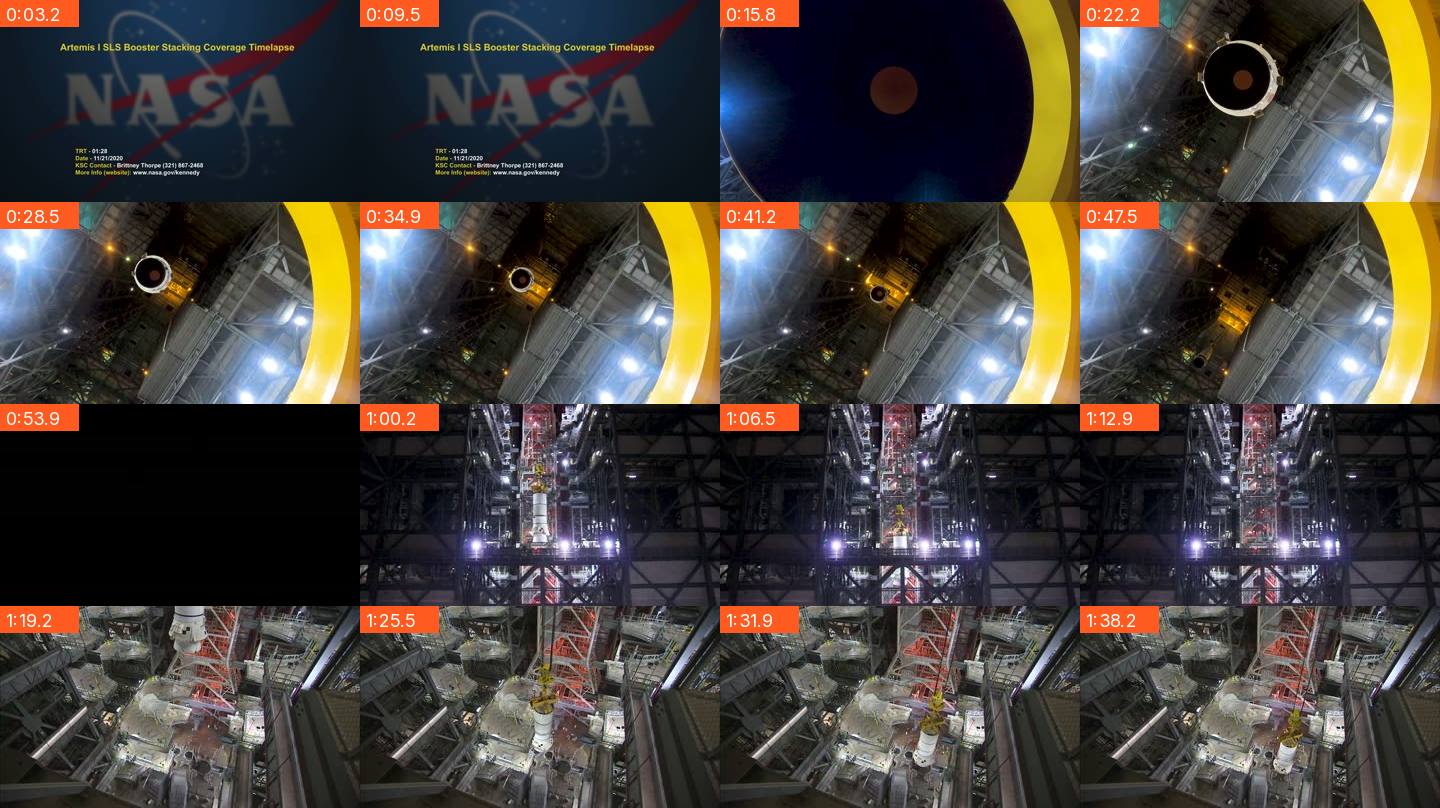 0:03.2
Artemis I SLS Booster Stacking Coverage Timelapse
NASA
TRT - 01:28
Date - 11/21/2020
KSC Contact - Brittney Thorpe (321) 867-2468
More Info (website): www.nasa.gov/kennedy
0:09.5
Artemis I SLS Booster Stacking Coverage Timelapse
NASA
TRT - 01:28
Date - 11/21/2020
KSC Contact - Brittney Thorpe (321) 867-2468
More Info (website): www.nasa.gov/kennedy
0:15.8
0:22.2
0:28.5
0:34.9
0:41.2
0:47.5
0:53.9
1:00.2
1:06.5
1:12.9
1:19.2
1:25.5
1:31.9
1:38.2